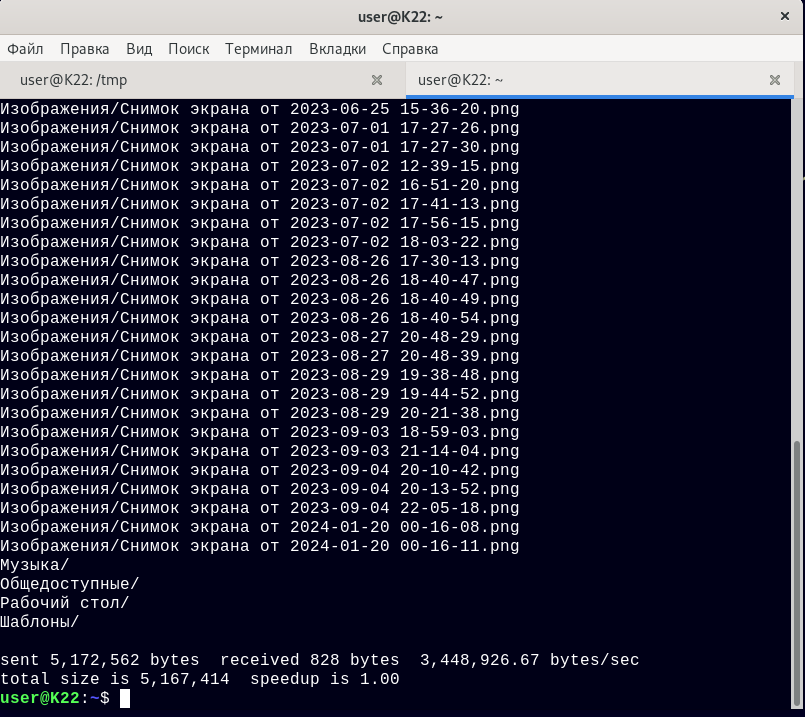 user@K22: ~
Файл Правка Вид Поиск Терминал Вкладки Справка
user@K22: /tmp
user@K22: ~
Изображения/Снимок экрана от 2023-06-25 15-36-20.png
Изображения/Снимок экрана от 2023-07-01 17-27-26.png
Изображения/Снимок экрана от 2023-07-01 17-27-30.png
Изображения/Снимок экрана от 2023-07-02 12-39-15.png
Изображения/Снимок экрана от 2023-07-02 16-51-20.png
Изображения/Снимок экрана от 2023-07-02 17-41-13.png
Изображения/Снимок экрана от 2023-07-02 17-56-15.png
Изображения/Снимок экрана от 2023-07-02 18-03-22.png
Изображения/Снимок экрана от 2023-08-26 17-30-13.png
Изображения/Снимок экрана от 2023-08-26 18-40-47.png
Изображения/Снимок экрана от 2023-08-26 18-40-49.png
Изображения/Снимок экрана от 2023-08-26 18-40-54.png
Изображения/Снимок экрана от 2023-08-27 20-48-29.png
Изображения/Снимок экрана от 2023-08-27 20-48-39.png
Изображения/Снимок экрана от 2023-08-29 19-38-48.png
Изображения/Снимок экрана от 2023-08-29 19-44-52.png
Изображения/Снимок экрана от 2023-08-29 20-21-38.png
Изображения/Снимок экрана от 2023-09-03 18-59-03.png
Изображения/Снимок экрана от 2023-09-03 21-14-04.png
Изображения/Снимок экрана от 2023-09-04 20-10-42.png
Изображения/Снимок экрана от 2023-09-04 20-13-52.png
Изображения/Снимок экрана от 2023-09-04 22-05-18.png
Изображения/Снимок экрана от 2024-01-20 00-16-08.png
Изображения/Снимок экрана от 2024-01-20 00-16-11.png
Музыка/
Общедоступные/
Рабочий стол/
Шаблоны/
sent 5,172,562 bytes  received 828 bytes  3,448,926.67 bytes/sec
total size is 5,167,414  speedup is 1.00
user@K22:~$